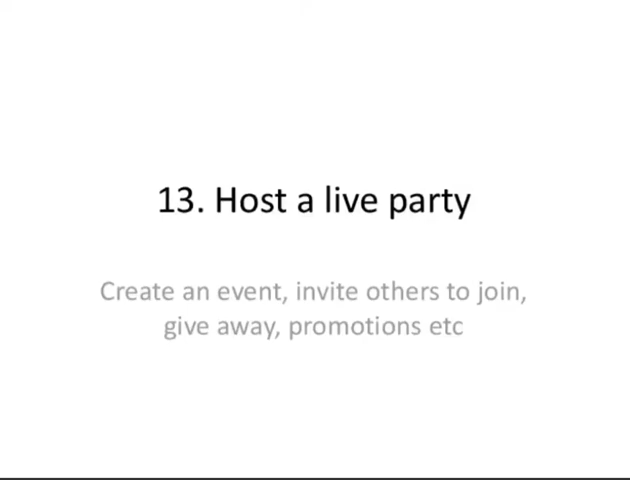 13. Host a live party
Create an event, invite others to join,
give away, promotions etc